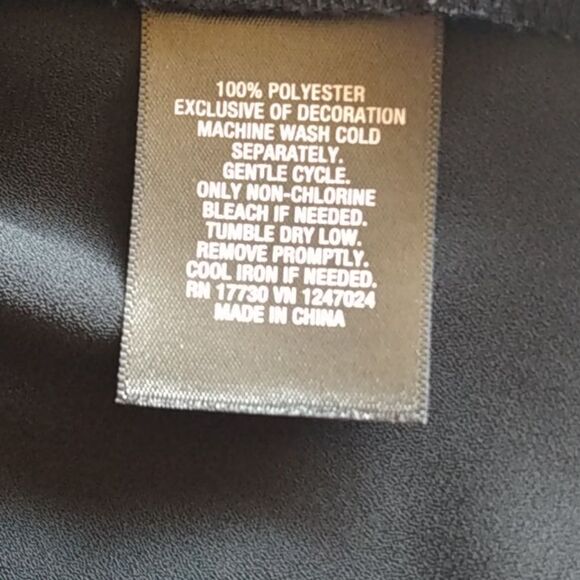 100% POLYESTER
EXCLUSIVE OF DECORATION
MACHINE WASH COLD
SEPARATELY.
GENTLE CYCLE.
ONLY NON-CHLORINE
BLEACH IF NEEDED.
TUMBLE DRY LOW.
REMOVE PROMPTLY.
COOL IRON IF NEEDED.
RN 17730 VN 1247024
MADE IN CHINA